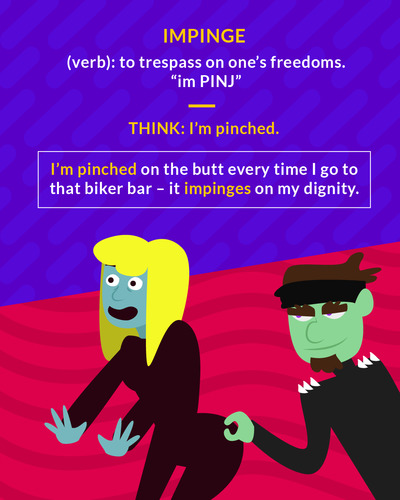 IMPINGE
(verb): to trespass on one’s freedoms.
“im PINJ”
THINK: I’m pinched.
I’m pinched on the butt every time I go to
that biker bar – it impinges on my dignity.